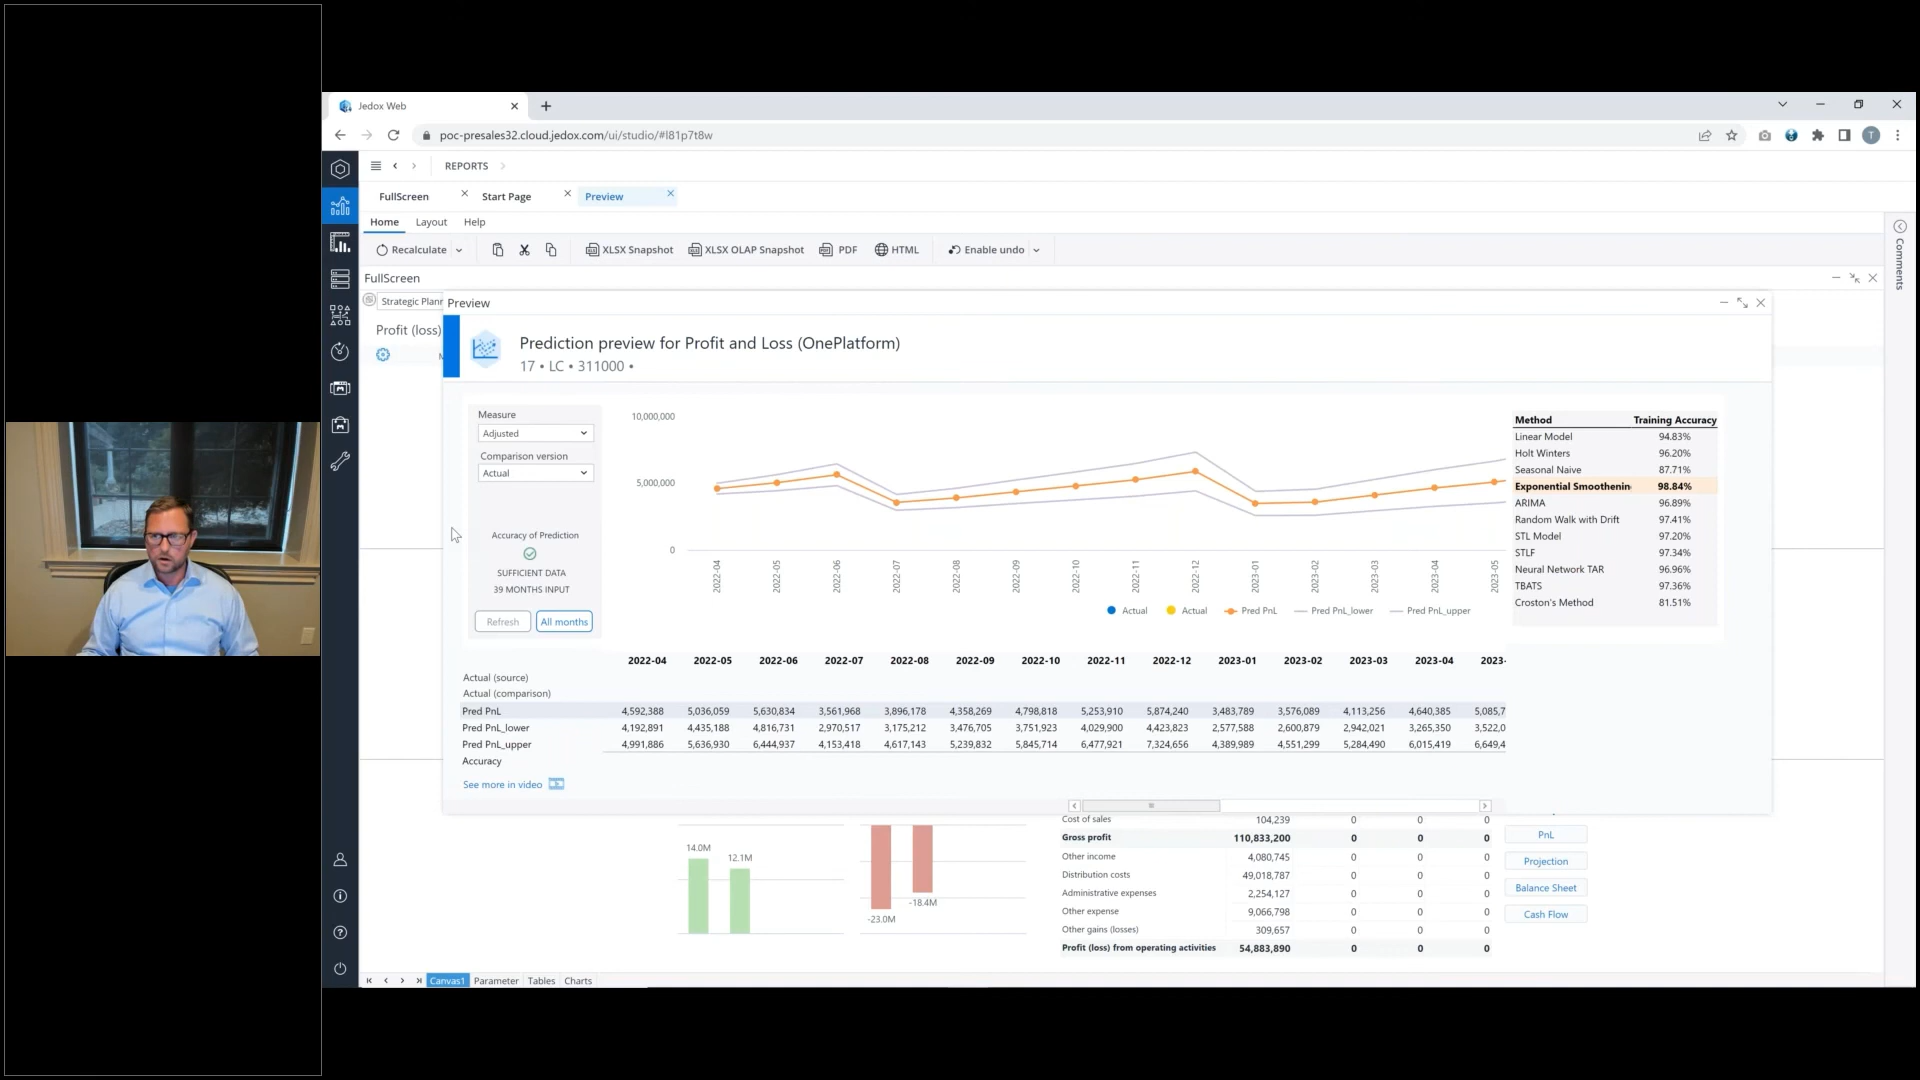 Jedox Web
poc-presales32.cloud.jedox.com/ui/studio/#l81p7t8w
T
REPORTS
FullScreen
Start Page
Preview
Home
Layout
Help
Recalculate
XLSX Snapshot
XLSX OLAP Snapshot
PDF
HTML
Enable undo
Comments
FullScreen
Strategic Plann
Preview
Profit (loss)
Prediction preview for Profit and Loss (OnePlatform)
17 • LC • 311000 •
Measure
Adjusted
Comparison version
Actual
Accuracy of Prediction
SUFFICIENT DATA
39 MONTHS INPUT
Refresh
All months
10,000,000
5,000,000
0
2022-04
2022-05
2022-06
2022-07
2022-08
2022-09
2022-10
2022-11
2022-12
2023-01
2023-02
2023-03
2023-04
2023-05
Actual
Actual
Pred PnL
Pred PnL_lower
Pred PnL_upper
Method Training Accuracy
Linear Model 94.83%
Holt Winters 96.20%
Seasonal Naive 87.71%
Exponential Smoothenin 98.84%
ARIMA 96.89%
Random Walk with Drift 97.41%
STL Model 97.20%
STLF 97.34%
Neural Network TAR 96.96%
TBATS 97.36%
Croston's Method 81.51%
2022-04 2022-05 2022-06 2022-07 2022-08 2022-09 2022-10 2022-11 2022-12 2023-01 2023-02 2023-03 2023-04 2023-
Actual (source)
Actual (comparison)
Pred PnL 4,592,388 5,036,059 5,630,834 3,561,968 3,896,178 4,358,269 4,798,818 5,253,910 5,874,240 3,483,789 3,576,089 4,113,256 4,640,385 5,085,7
Pred PnL_lower 4,192,891 4,435,188 4,816,731 2,970,517 3,175,212 3,476,705 3,751,923 4,029,900 4,423,823 2,577,588 2,600,879 2,942,021 3,265,350 3,522,0
Pred PnL_upper 4,991,886 5,636,930 6,444,937 4,153,418 4,617,143 5,239,832 5,845,714 6,477,921 7,324,656 4,389,989 4,551,299 5,284,490 6,015,419 6,649,4
Accuracy
See more in video
14.0M
12.1M
-23.0M
-18.4M
Cost of sales 104,239 0 0 0
Gross profit 110,833,200 0 0 0
Other income 4,080,745 0 0 0
Distribution costs 49,018,787 0 0 0
Administrative expenses 2,254,127 0 0 0
Other expense 9,066,798 0 0 0
Other gains (losses) 309,657 0 0 0
Profit (loss) from operating activities 54,883,890 0 0 0
PnL
Projection
Balance Sheet
Cash Flow
Canvas1
Parameter
Tables
Charts